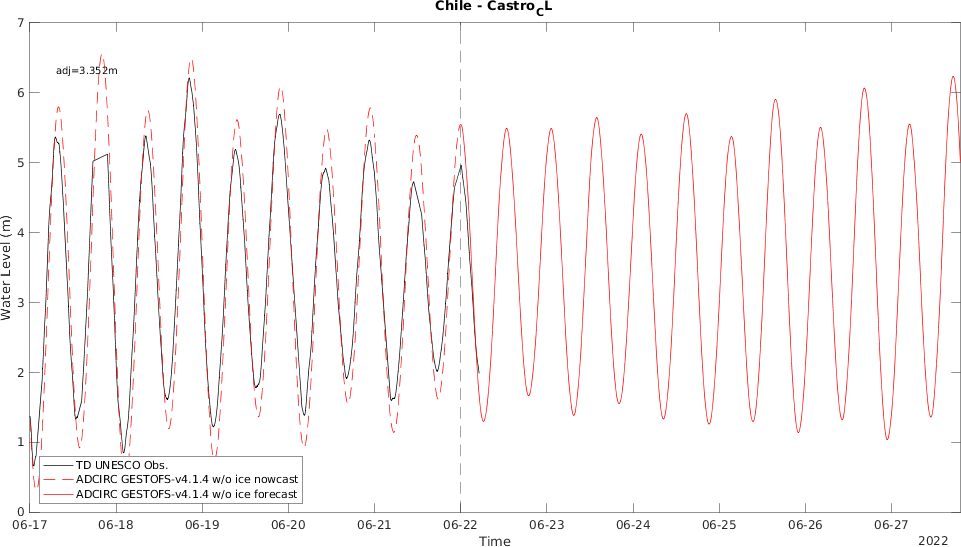 Chile - Castro_CL
adj=3.352m
Water Level (m)
7
6
5
4
3
2
1
0
TD UNESCO Obs.
ADCIRC GESTOFS-v4.1.4 w/o ice nowcast
ADCIRC GESTOFS-v4.1.4 w/o ice forecast
06-17 06-18 06-19 06-20 06-21 06-22 06-23 06-24 06-25 06-26 06-27
Time
2022